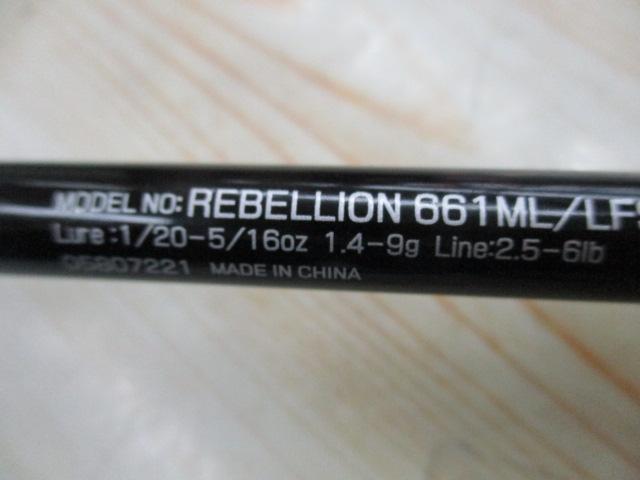 MODEL NO: REBELLION 661ML/LFS
Lure:1/20-5/16oz 1.4-9g Line:2.5-6lb
05807221 MADE IN CHINA